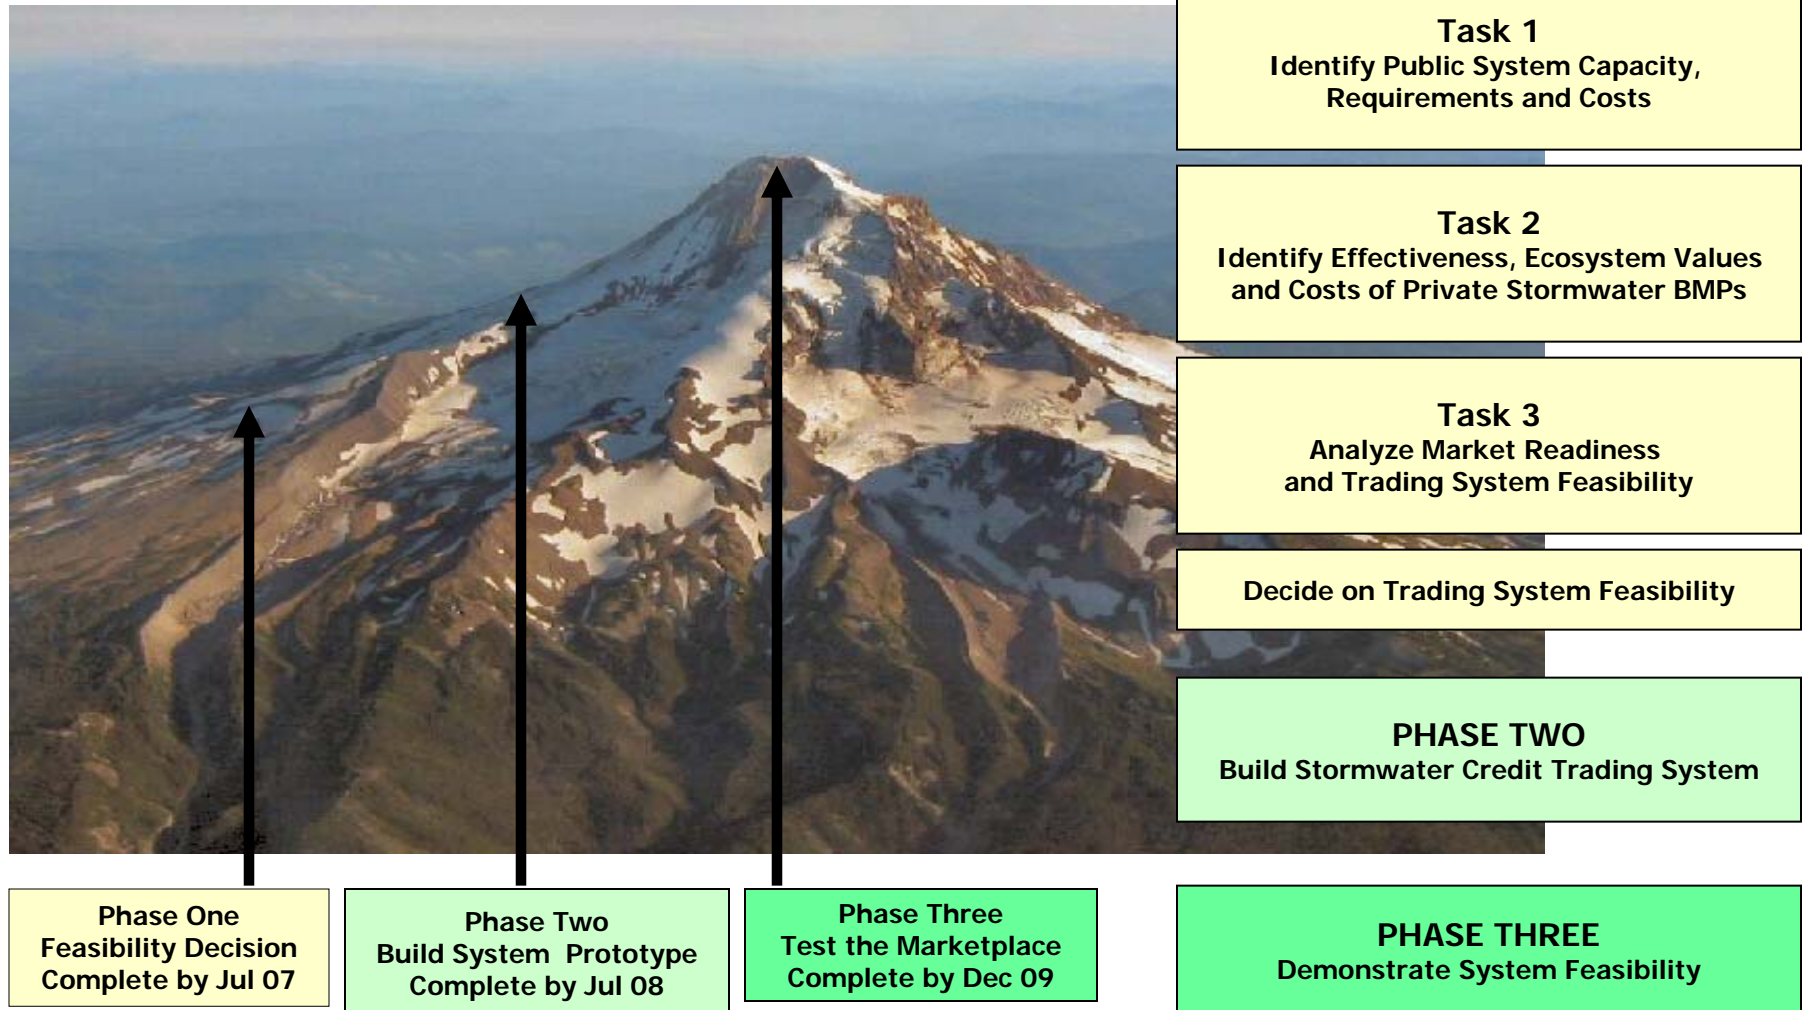 Task 1
Identify Public System Capacity,
Requirements and Costs
Task 2
Identify Effectiveness, Ecosystem Values
and Costs of Private Stormwater BMPs
Task 3
Analyze Market Readiness
and Trading System Feasibility
Decide on Trading System Feasibility
PHASE TWO
Build Stormwater Credit Trading System
Phase One
Feasibility Decision
Complete by Jul 07
Phase Two
Build System  Prototype
Complete by Jul 08
Phase Three
Test the Marketplace
Complete by Dec 09
PHASE THREE
Demonstrate System Feasibility